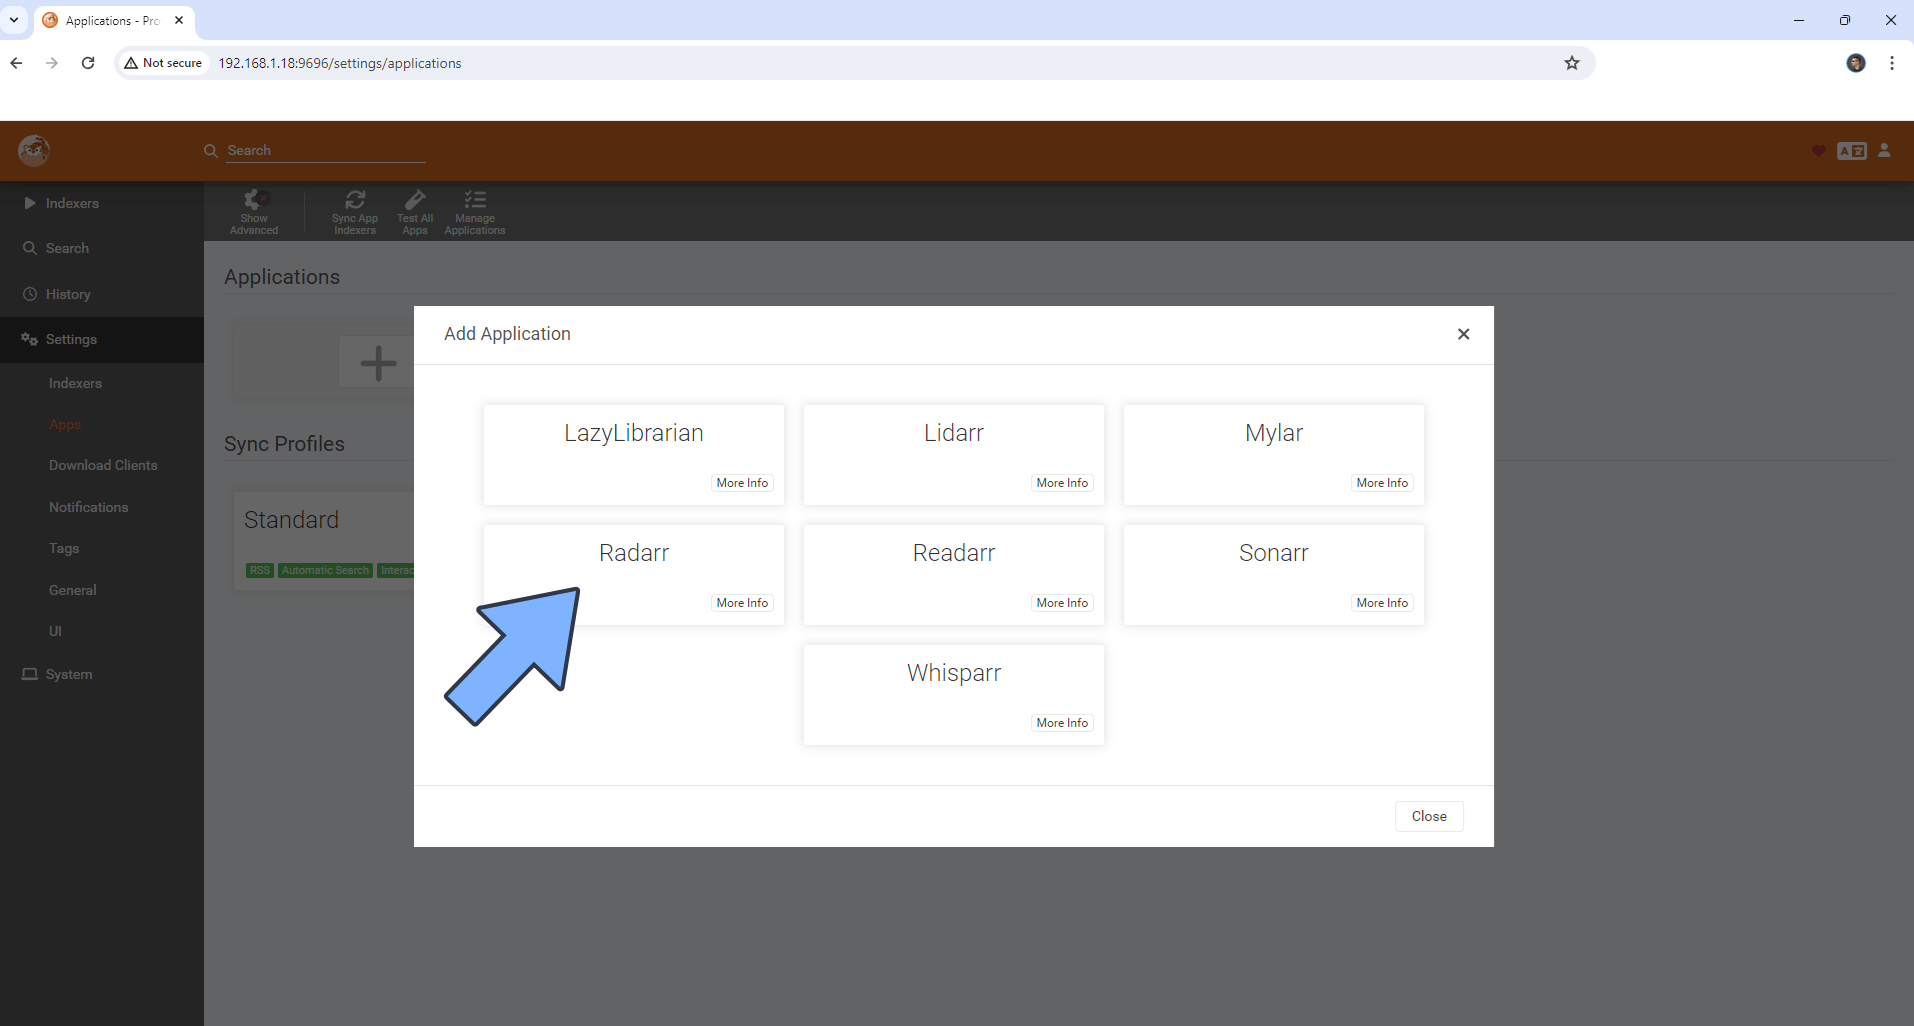 Applications - Pro
Not secure
192.168.1.18:9696/settings/applications
Search
Indexers
Search
History
Settings
Indexers
Apps
Download Clients
Notifications
Tags
General
UI
System
Show Advanced
Sync App Indexers
Test All Apps
Manage Applications
Applications
Sync Profiles
Standard
RSS Automatic Search Interac
Add Application
LazyLibrarian
More Info
Lidarr
More Info
Mylar
More Info
Radarr
More Info
Readarr
More Info
Sonarr
More Info
Whisparr
More Info
Close